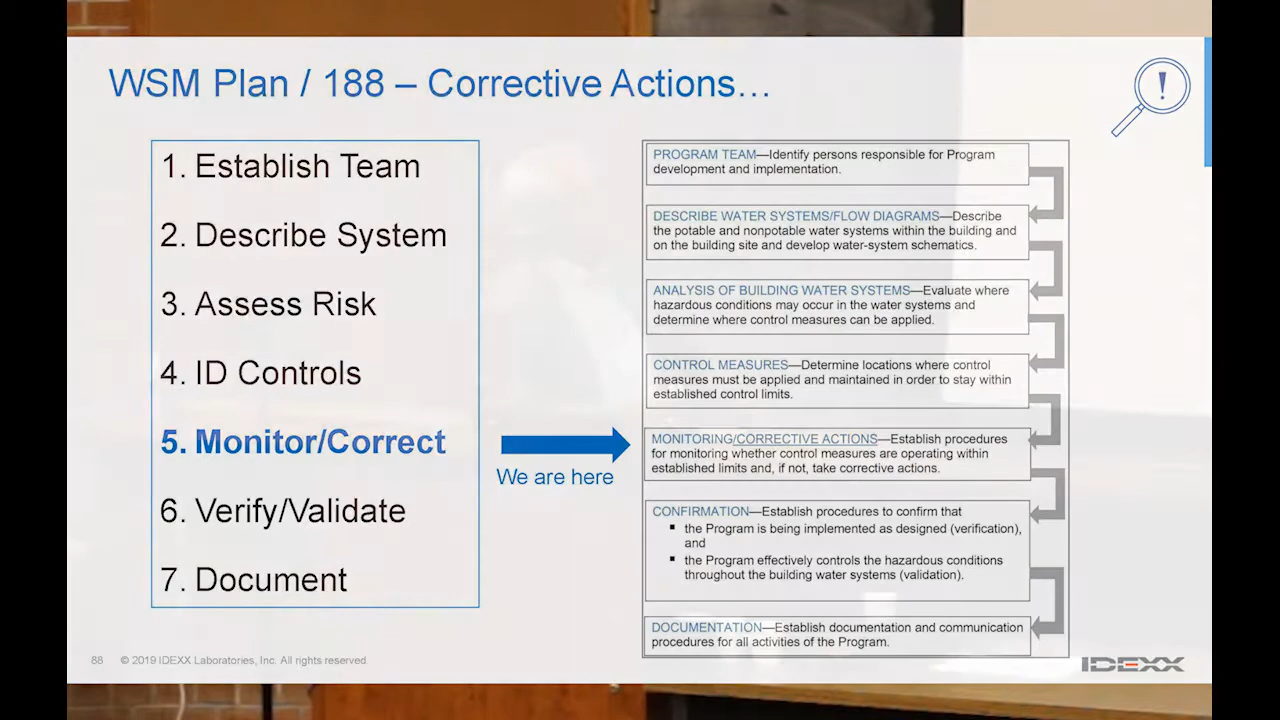 WSM Plan / 188 – Corrective Actions…
!
1. Establish Team
2. Describe System
3. Assess Risk
4. ID Controls
5. Monitor/Correct
6. Verify/Validate
7. Document
We are here
PROGRAM TEAM—Identify persons responsible for Program
development and implementation.
DESCRIBE WATER SYSTEMS/FLOW DIAGRAMS—Describe
the potable and nonpotable water systems within the building and
on the building site and develop water-system schematics.
ANALYSIS OF BUILDING WATER SYSTEMS—Evaluate where
hazardous conditions may occur in the water systems and
determine where control measures can be applied.
CONTROL MEASURES—Determine locations where control
measures must be applied and maintained in order to stay within
established control limits.
MONITORING/CORRECTIVE ACTIONS—Establish procedures
for monitoring whether control measures are operating within
established limits and, if not, take corrective actions.
CONFIRMATION—Establish procedures to confirm that
▪ the Program is being implemented as designed (verification),
and
▪ the Program effectively controls the hazardous conditions
throughout the building water systems (validation).
DOCUMENTATION—Establish documentation and communication
procedures for all activities of the Program.
88 © 2019 IDEXX Laboratories, Inc. All rights reserved.
IDEXX